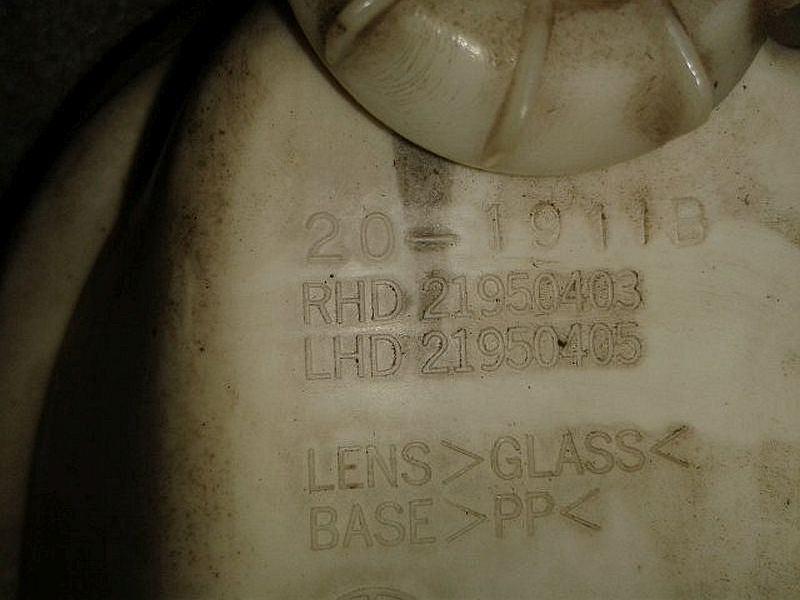 20-1911B
RHD 21950403
LHD 21950405
LENS >GLASS<
BASE >PP<